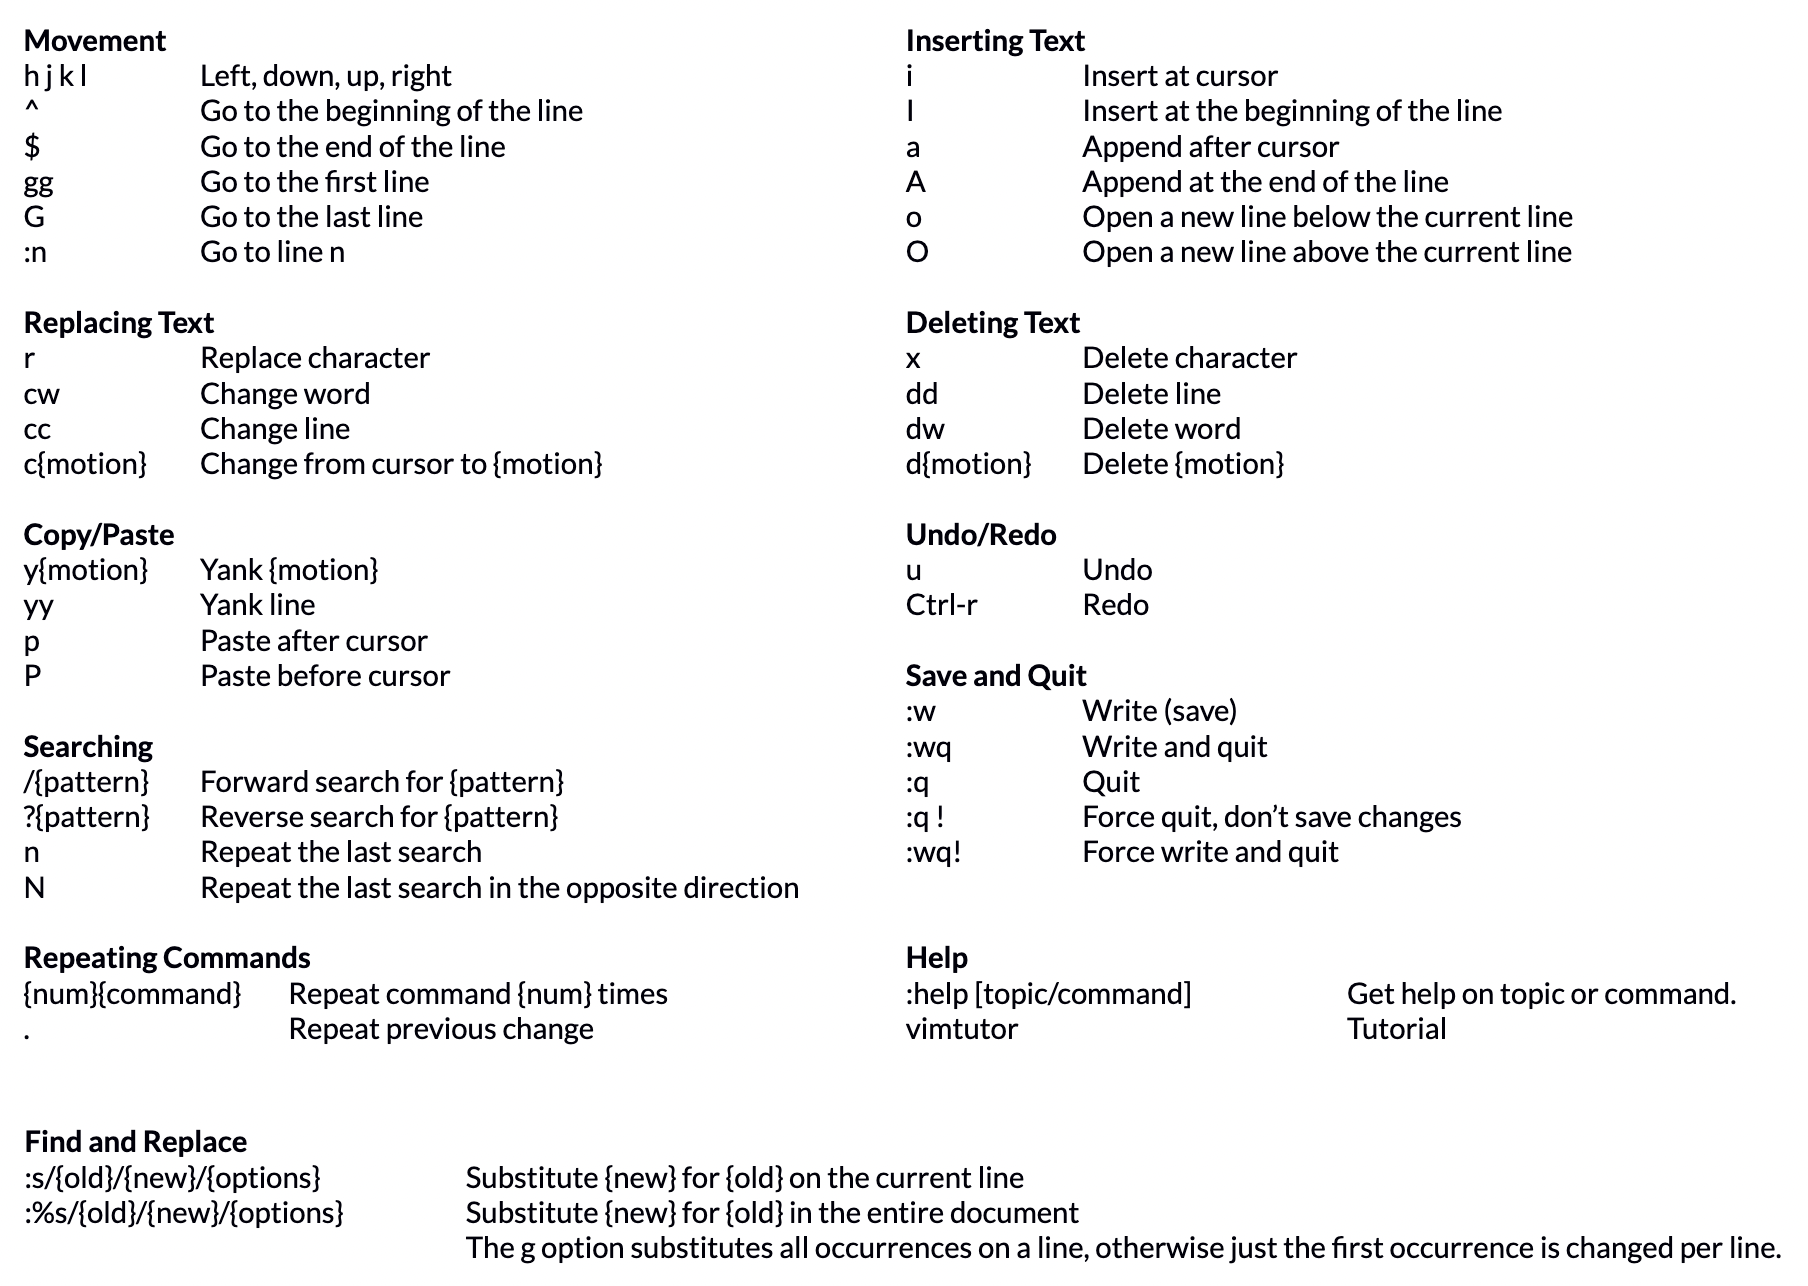 Movement
h j k l Left, down, up, right
^ Go to the beginning of the line
$ Go to the end of the line
gg Go to the first line
G Go to the last line
:n Go to line n
Inserting Text
i Insert at cursor
I Insert at the beginning of the line
a Append after cursor
A Append at the end of the line
o Open a new line below the current line
O Open a new line above the current line
Replacing Text
r Replace character
cw Change word
cc Change line
c{motion} Change from cursor to {motion}
Deleting Text
x Delete character
dd Delete line
dw Delete word
d{motion} Delete {motion}
Copy/Paste
y{motion} Yank {motion}
yy Yank line
p Paste after cursor
P Paste before cursor
Undo/Redo
u Undo
Ctrl-r Redo
Searching
/{pattern} Forward search for {pattern}
?{pattern} Reverse search for {pattern}
n Repeat the last search
N Repeat the last search in the opposite direction
Save and Quit
:w Write (save)
:wq Write and quit
:q Quit
:q ! Force quit, don’t save changes
:wq! Force write and quit
Repeating Commands
{num}{command} Repeat command {num} times
. Repeat previous change
Help
:help [topic/command] Get help on topic or command.
vimtutor Tutorial
Find and Replace
:s/{old}/{new}/{options} Substitute {new} for {old} on the current line
:%s/{old}/{new}/{options} Substitute {new} for {old} in the entire document
The g option substitutes all occurrences on a line, otherwise just the first occurrence is changed per line.